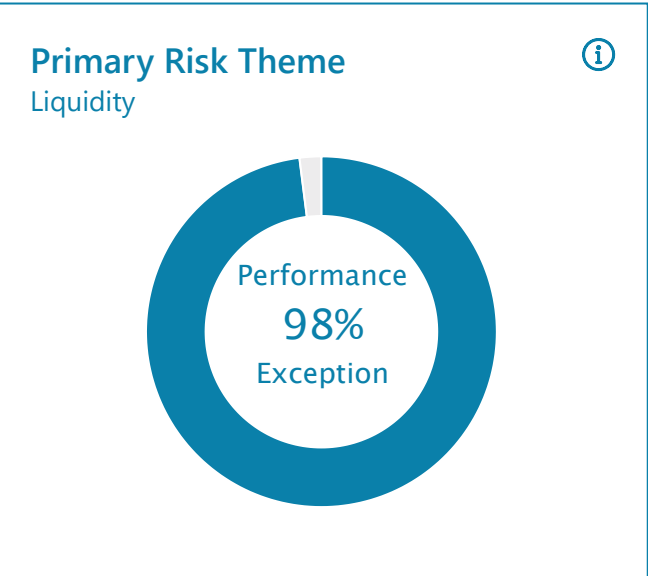 Primary Risk Theme
Liquidity
Performance
98%
Exception